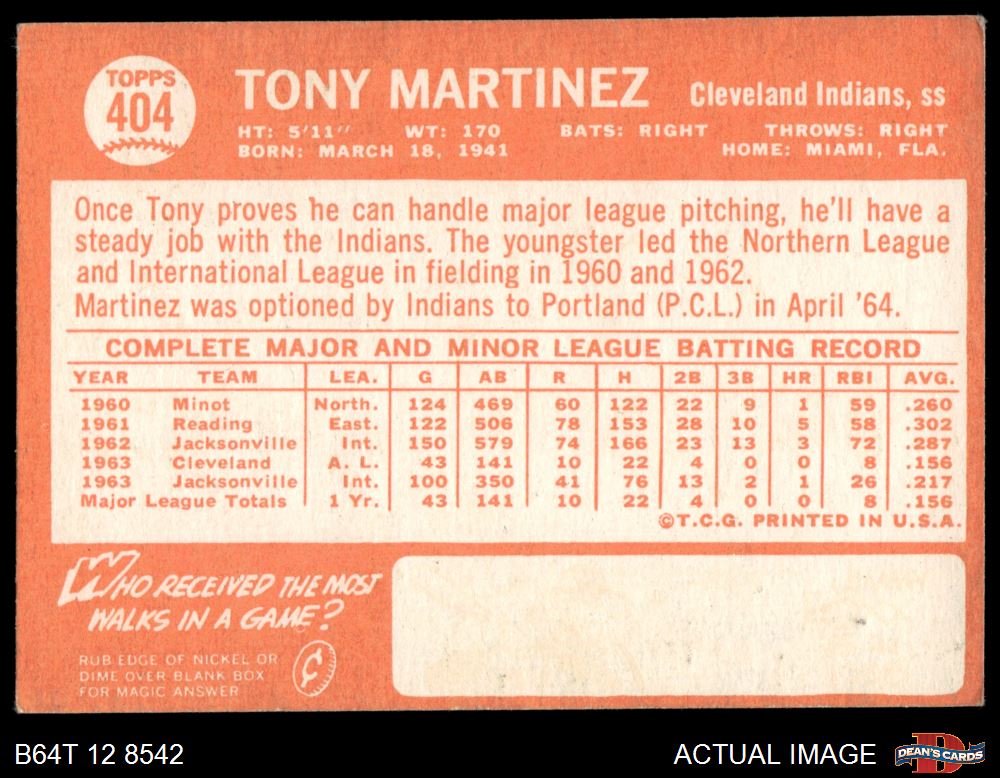 TOPPS
404
TONY MARTINEZ
Cleveland Indians, ss
HT: 5'11" WT: 170 BATS: RIGHT THROWS: RIGHT
BORN: MARCH 18, 1941 HOME: MIAMI, FLA.
Once Tony proves he can handle major league pitching, he'll have a
steady job with the Indians. The youngster led the Northern League
and International League in fielding in 1960 and 1962.
Martinez was optioned by Indians to Portland (P.C.L.) in April '64.
COMPLETE MAJOR AND MINOR LEAGUE BATTING RECORD
YEAR TEAM LEA. G AB R H 2B 3B HR RBI AVG.
1960 Minot North. 124 469 60 122 22 9 1 59 .260
1961 Reading East. 122 506 78 153 28 10 5 58 .302
1962 Jacksonville Int. 150 579 74 166 23 13 3 72 .287
1963 Cleveland A. L. 43 141 10 22 4 0 0 8 .156
1963 Jacksonville Int. 100 350 41 76 13 2 1 26 .217
Major League Totals 1 Yr. 43 141 10 22 4 0 0 8 .156
©T.C.G. PRINTED IN U.S.A.
WHO RECEIVED THE MOST
WALKS IN A GAME?
RUB EDGE OF NICKEL OR
DIME OVER BLANK BOX
FOR MAGIC ANSWER
¢
B64T 12 8542
ACTUAL IMAGE
D
DEAN'S CARDS